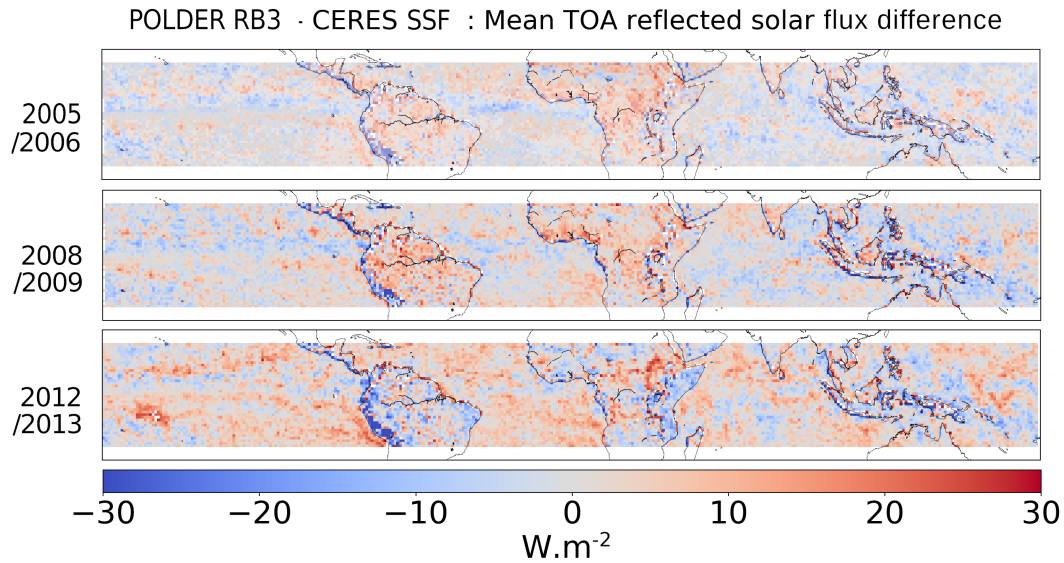 POLDER RB3 - CERES SSF : Mean TOA reflected solar flux difference
2005
/2006
2008
/2009
2012
/2013
−30 −20 −10 0 10 20 30
W.m-2